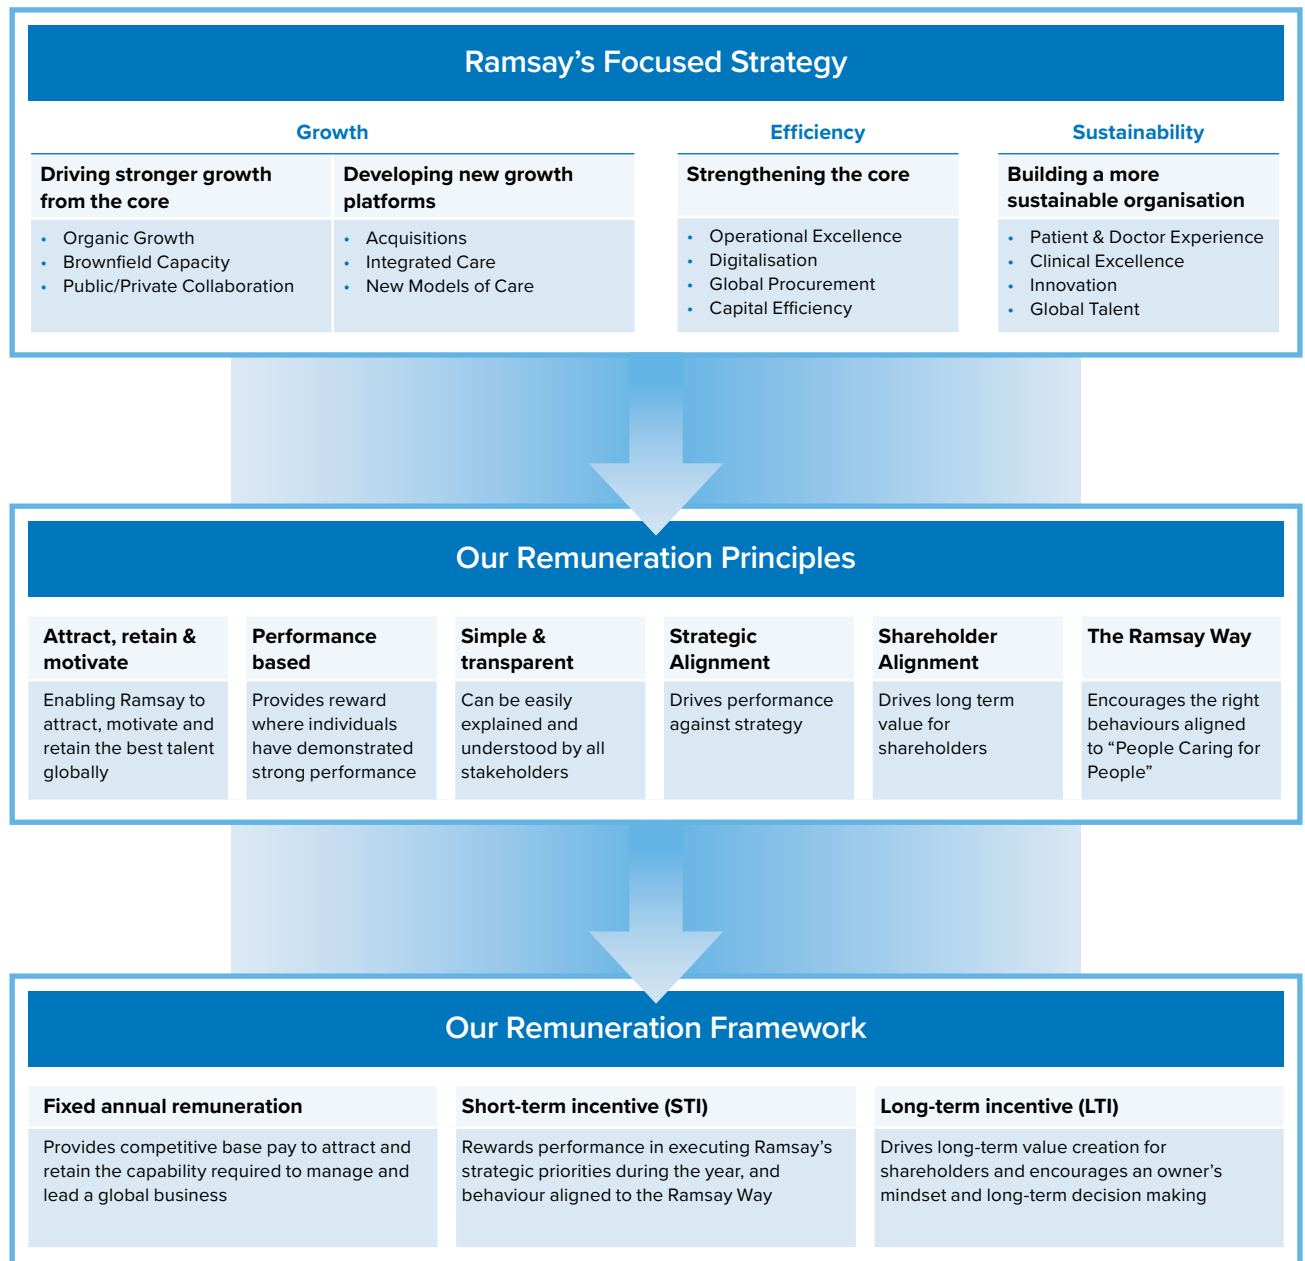 Ramsay’s Focused Strategy
Growth
Driving stronger growth
from the core
• Organic Growth
• Brownfield Capacity
• Public/Private Collaboration
Developing new growth
platforms
• Acquisitions
• Integrated Care
• New Models of Care
Efficiency
Strengthening the core
• Operational Excellence
• Digitalisation
• Global Procurement
• Capital Efficiency
Sustainability
Building a more
sustainable organisation
• Patient & Doctor Experience
• Clinical Excellence
• Innovation
• Global Talent
Our Remuneration Principles
Attract, retain &
motivate
Enabling Ramsay to
attract, motivate and
retain the best talent
globally
Performance
based
Provides reward
where individuals
have demonstrated
strong performance
Simple &
transparent
Can be easily
explained and
understood by all
stakeholders
Strategic
Alignment
Drives performance
against strategy
Shareholder
Alignment
Drives long term
value for
shareholders
The Ramsay Way
Encourages the right
behaviours aligned
to “People Caring for
People”
Our Remuneration Framework
Fixed annual remuneration
Provides competitive base pay to attract and
retain the capability required to manage and
lead a global business
Short-term incentive (STI)
Rewards performance in executing Ramsay’s
strategic priorities during the year, and
behaviour aligned to the Ramsay Way
Long-term incentive (LTI)
Drives long-term value creation for
shareholders and encourages an owner’s
mindset and long-term decision making